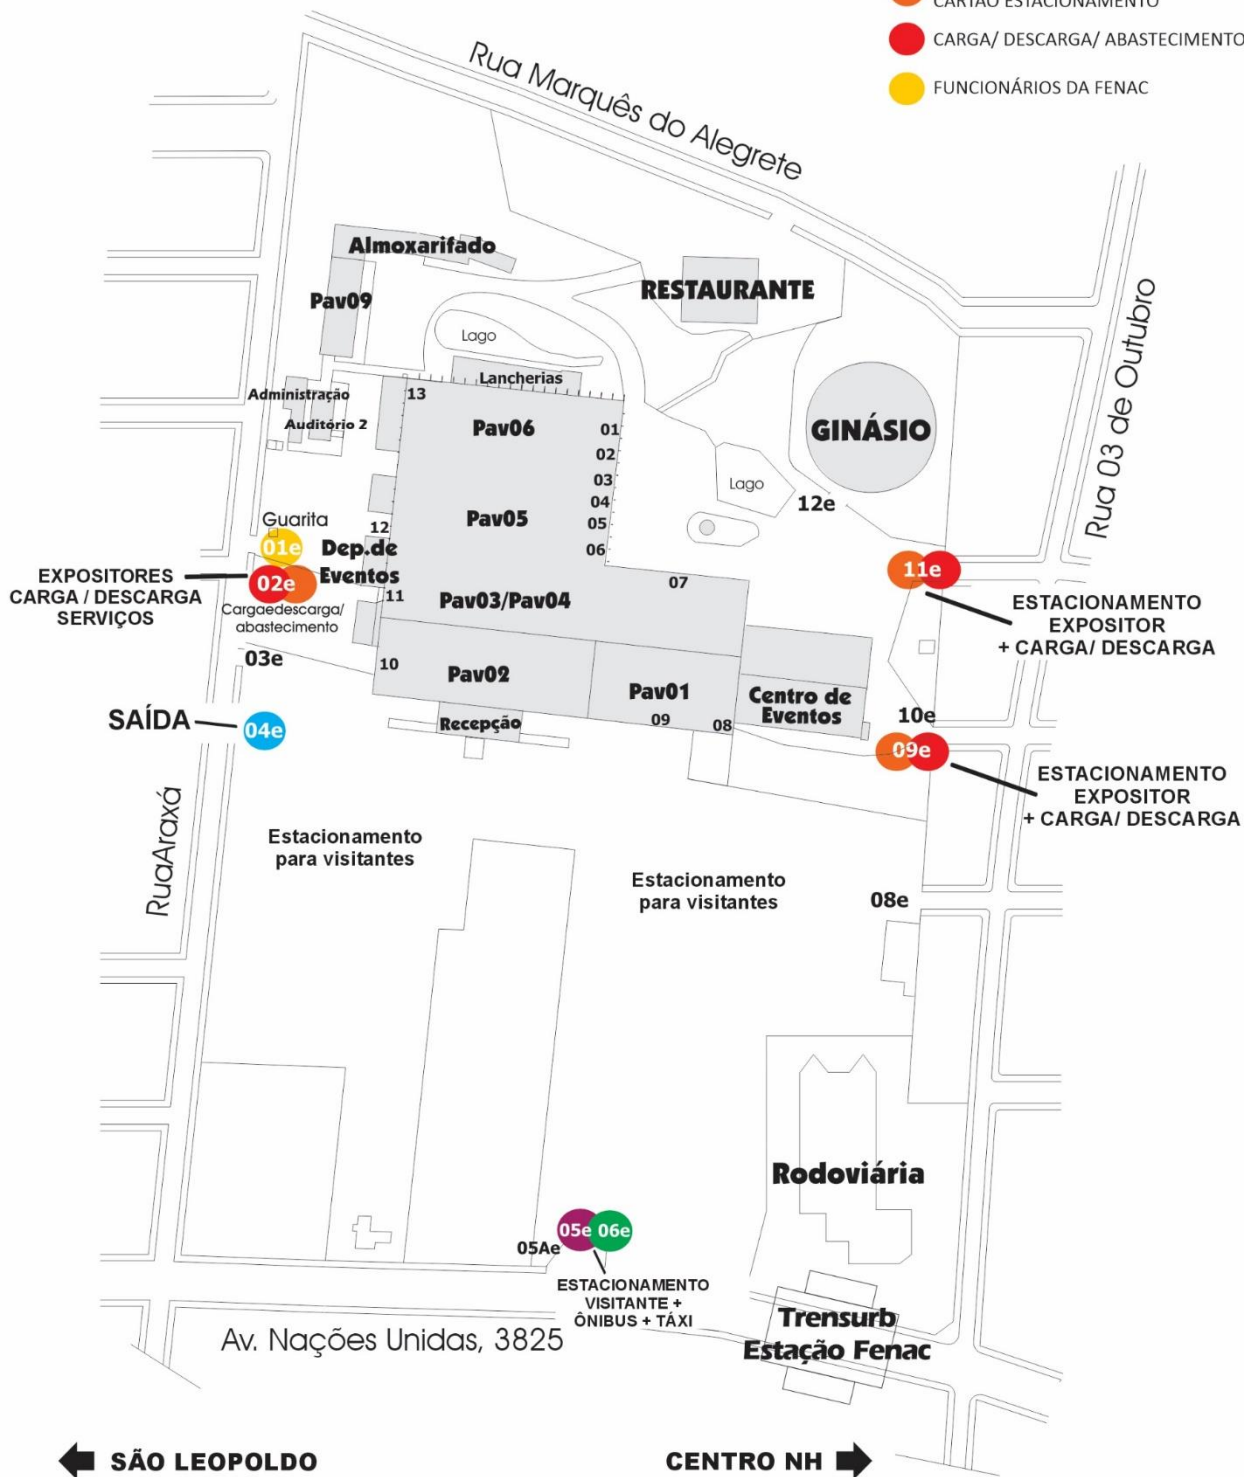 CARTÃO ESTACIONAMENTO
CARGA/ DESCARGA/ ABASTECIMENTO
FUNCIONÁRIOS DA FENAC
Rua Marquês do Alegrete
Almoxarifado
Pav09
RESTAURANTE
Rua 03 de Outubro
Lago
Lancherias
Administração
Auditório 2
13
Pav06
01
02
03
04
05
06
GINÁSIO
Lago
12e
Pav05
Guarita
01e
12
Dep.de
Eventos
EXPOSITORES
CARGA / DESCARGA
SERVIÇOS
02e
Cargaedescarga/
abastecimento
11
Pav03/Pav04
07
11e
ESTACIONAMENTO
EXPOSITOR
+ CARGA/ DESCARGA
03e
10
Pav02
Pav01
Centro de
Eventos
09
08
10e
SAÍDA
04e
Recepção
09e
ESTACIONAMENTO
EXPOSITOR
+ CARGA/ DESCARGA
RuaAraxá
Estacionamento
para visitantes
Estacionamento
para visitantes
08e
Rodoviária
05Ae
05e
06e
ESTACIONAMENTO
VISITANTE +
ÔNIBUS + TÁXI
Trensurb
Estação Fenac
Av. Nações Unidas, 3825
SÃO LEOPOLDO
CENTRO NH